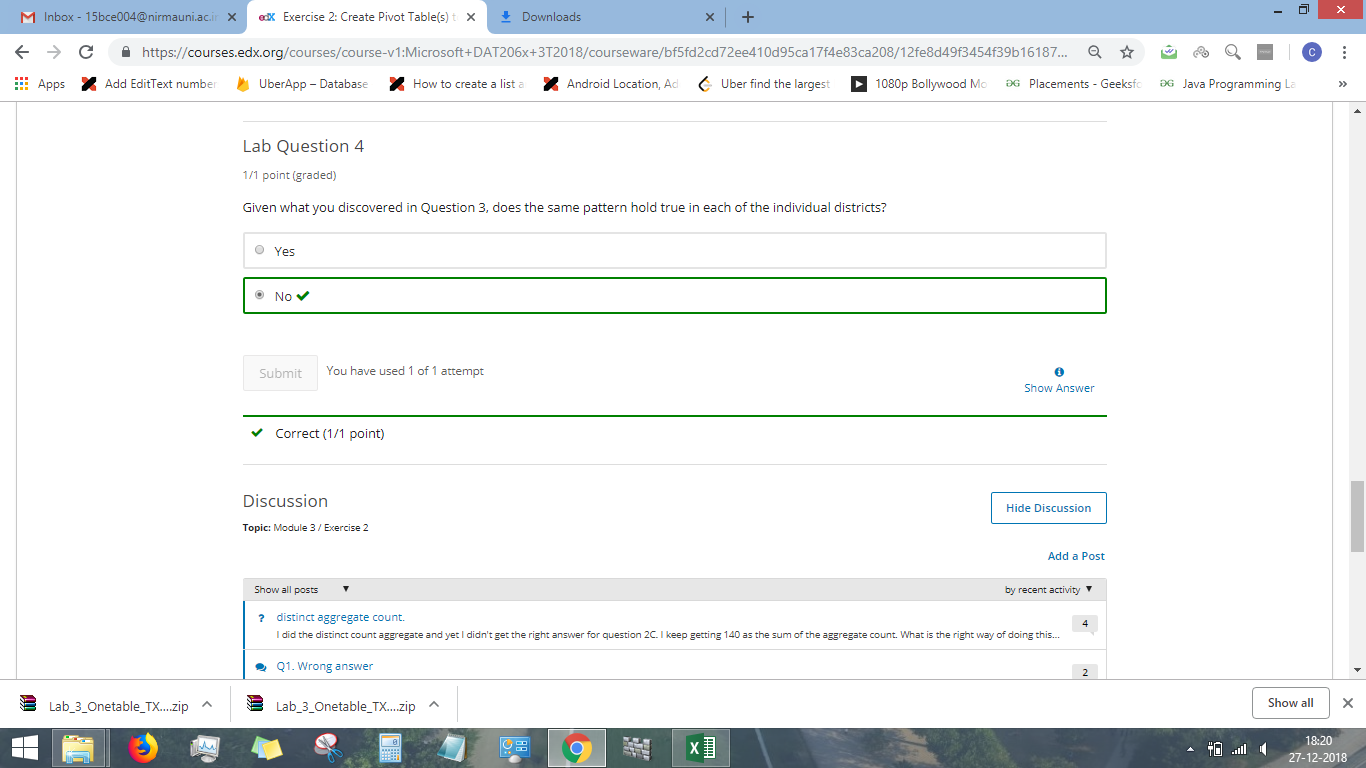 Inbox - 15bce004@nirmauni.ac.in
edX Exercise 2: Create Pivot Table(s) t
Downloads
https://courses.edx.org/courses/course-v1:Microsoft+DAT206x+3T2018/courseware/bf5fd2cd72ee410d95ca17f4e83ca208/12fe8d49f3454f39b16187...
C
Apps
Add EditText number
UberApp – Database
How to create a list a
Android Location, Ad
Uber find the largest
1080p Bollywood Mo
Placements - Geeksfo
Java Programming La
»
Lab Question 4
1/1 point (graded)
Given what you discovered in Question 3, does the same pattern hold true in each of the individual districts?
Yes
No
Submit
You have used 1 of 1 attempt
Show Answer
Correct (1/1 point)
Discussion
Hide Discussion
Topic: Module 3 / Exercise 2
Add a Post
Show all posts
by recent activity
? distinct aggregate count.
4
I did the distinct count aggregate and yet I didn't get the right answer for question 2C. I keep getting 140 as the sum of the aggregate count. What is the right way of doing this...
Q1. Wrong answer
2
Lab_3_Onetable_TX....zip
Lab_3_Onetable_TX....zip
Show all
18:20
27-12-2018